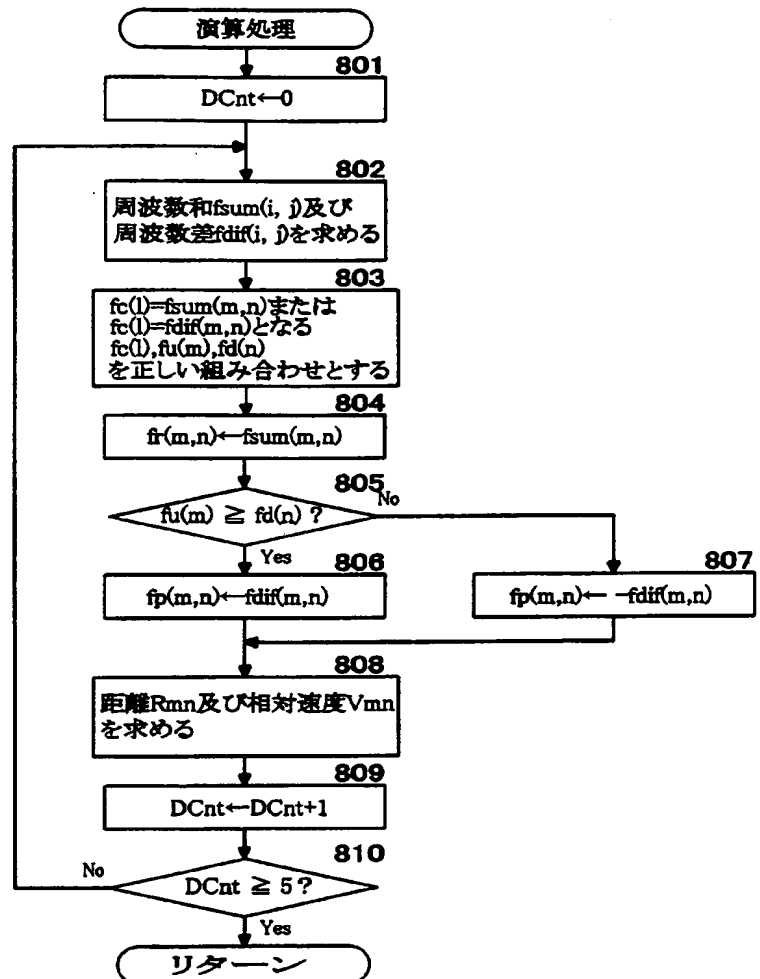 演算処理
801
DCnt←0
802
周波数和fsum(i, j)及び
周波数差fdif(i, j)を求める
803
fc(l)=fsum(m,n)または
fc(l)=fdif(m,n)となる
fc(l),fu(m),fd(n)
を正しい組み合わせとする
804
fr(m,n)←fsum(m,n)
805
No
fu(m) ≧ fd(n) ?
Yes
806
fp(m,n)←fdif(m,n)
807
fp(m,n)← −fdif(m,n)
808
距離Rmn及び相対速度Vmn
を求める
809
DCnt←DCnt+1
810
No
DCnt ≧ 5?
Yes
リターン